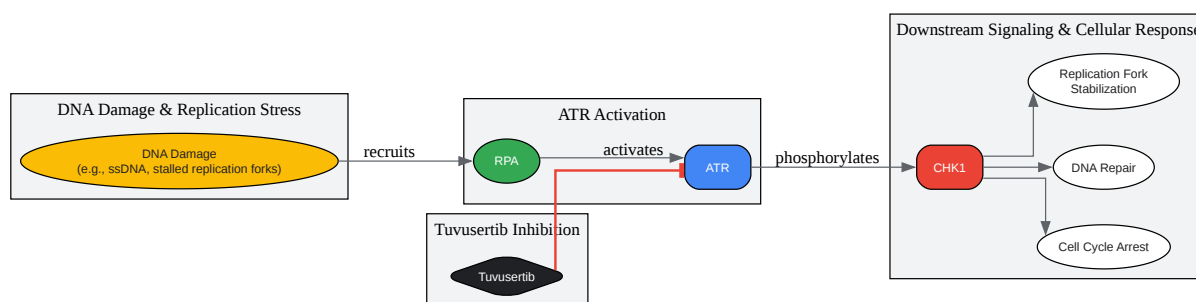 Downstream Signaling & Cellular Response
Replication Fork
Stabilization
DNA Damage & Replication Stress
ATR Activation
DNA Damage
(e.g., ssDNA, stalled replication forks)
recruits
RPA
activates
ATR
phosphorylates
CHK1
DNA Repair
Tuvusertib Inhibition
Tuvusertib
Cell Cycle Arrest